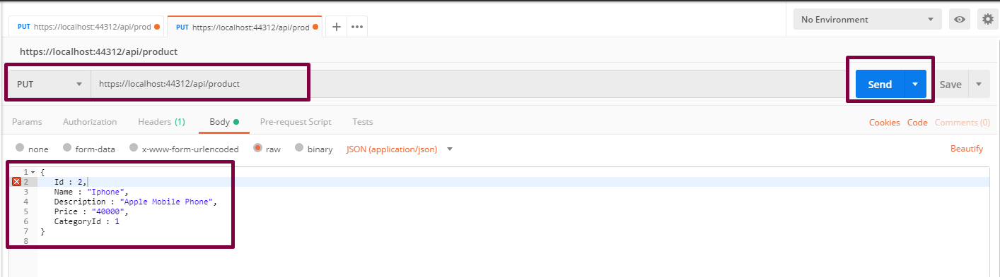 PUT https://localhost:44312/api/prod PUT https://localhost:44312/api/prod + ••• No Environment
https://localhost:44312/api/product
PUT https://localhost:44312/api/product Send Save
Params Authorization Headers (1) Body Pre-request Script Tests Cookies Code Comments (0)
none form-data x-www-form-urlencoded raw binary JSON (application/json) Beautify
1 {
2 Id : 2,
3 Name : "Iphone",
4 Description : "Apple Mobile Phone",
5 Price : "40000",
6 CategoryId : 1
7 }
8